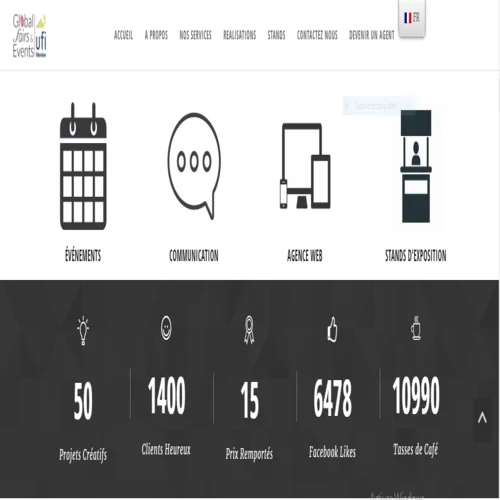 Global
Fairs &
Events
ufi
Member
ACCUEIL A PROPOS NOS SERVICES REALISATIONS STANDS CONTACTEZ NOUS DEVENIR UN AGENT
FR
ÉVÉNEMENTS COMMUNICATION AGENCE WEB STANDS D'EXPOSITION
50 1400 15 6478 10990
Projets Créatifs Clients Heureux Prix Remportés Facebook Likes Tasses de Café